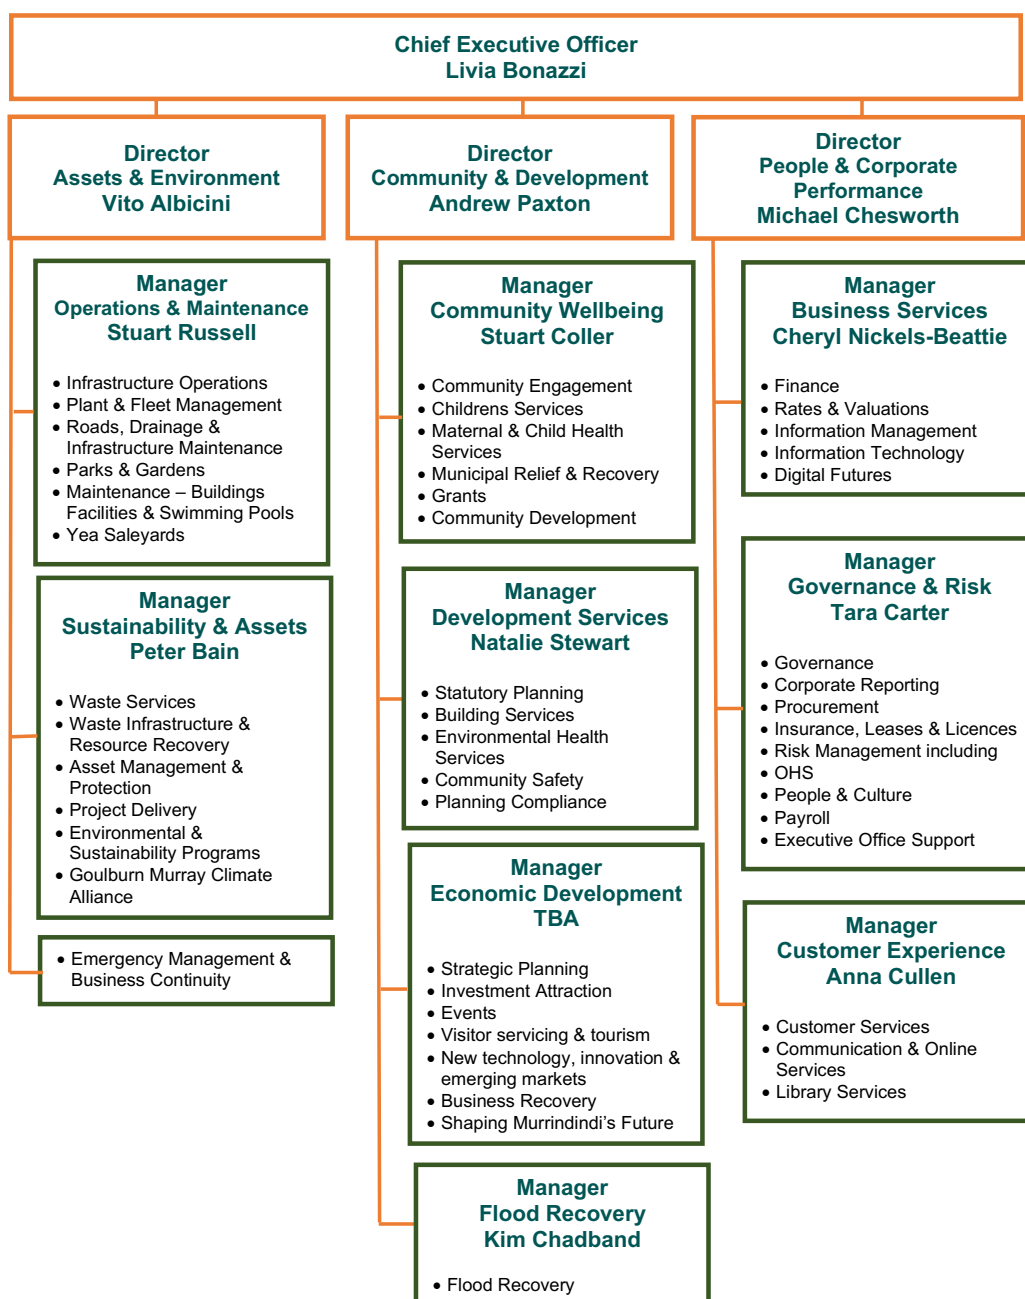 Chief Executive Officer
Livia Bonazzi
Director
Assets & Environment
Vito Albicini
Manager
Operations & Maintenance
Stuart Russell
• Infrastructure Operations
• Plant & Fleet Management
• Roads, Drainage &
Infrastructure Maintenance
• Parks & Gardens
• Maintenance – Buildings
Facilities & Swimming Pools
• Yea Saleyards
Manager
Sustainability & Assets
Peter Bain
• Waste Services
• Waste Infrastructure &
Resource Recovery
• Asset Management &
Protection
• Project Delivery
• Environmental &
Sustainability Programs
• Goulburn Murray Climate
Alliance
• Emergency Management &
Business Continuity
Director
Community & Development
Andrew Paxton
Manager
Community Wellbeing
Stuart Coller
• Community Engagement
• Childrens Services
• Maternal & Child Health
Services
• Municipal Relief & Recovery
• Grants
• Community Development
Manager
Development Services
Natalie Stewart
• Statutory Planning
• Building Services
• Environmental Health
Services
• Community Safety
• Planning Compliance
Manager
Economic Development
TBA
• Strategic Planning
• Investment Attraction
• Events
• Visitor servicing & tourism
• New technology, innovation &
emerging markets
• Business Recovery
• Shaping Murrindindi’s Future
Manager
Flood Recovery
Kim Chadband
• Flood Recovery
Director
People & Corporate
Performance
Michael Chesworth
Manager
Business Services
Cheryl Nickels-Beattie
• Finance
• Rates & Valuations
• Information Management
• Information Technology
• Digital Futures
Manager
Governance & Risk
Tara Carter
• Governance
• Corporate Reporting
• Procurement
• Insurance, Leases & Licences
• Risk Management including
• OHS
• People & Culture
• Payroll
• Executive Office Support
Manager
Customer Experience
Anna Cullen
• Customer Services
• Communication & Online
Services
• Library Services